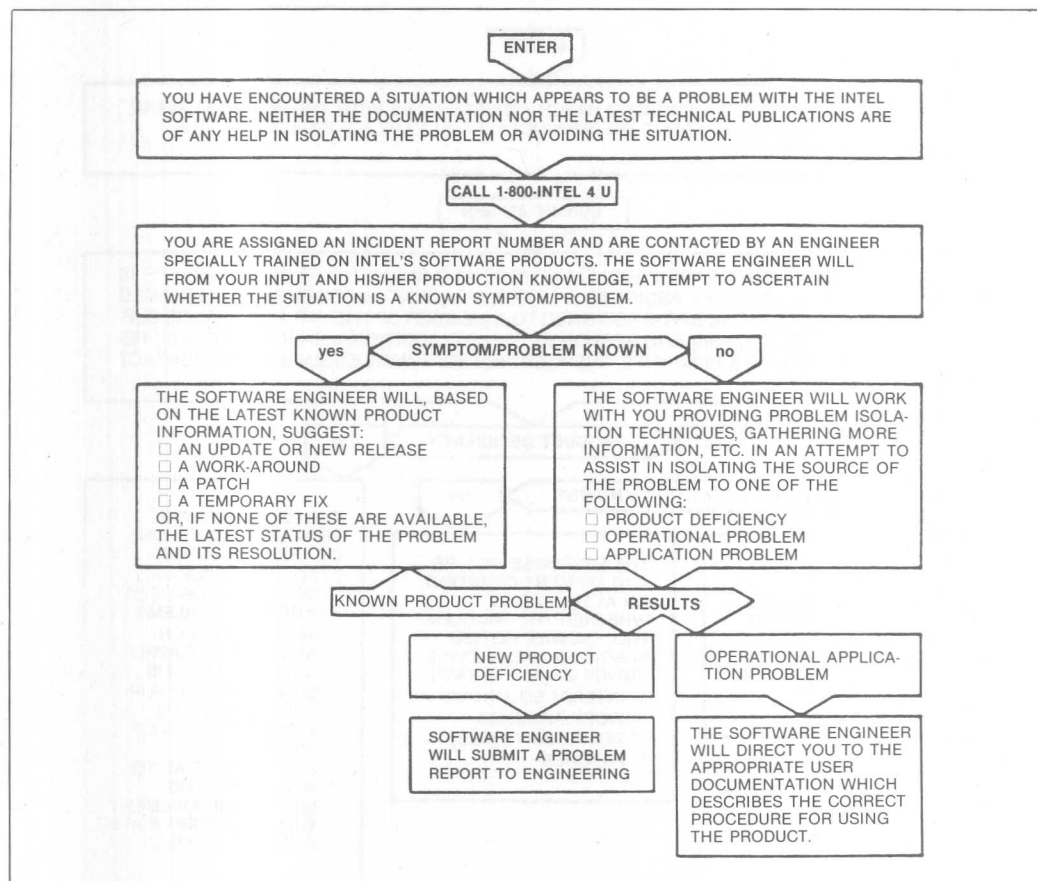 ENTER
YOU HAVE ENCOUNTERED A SITUATION WHICH APPEARS TO BE A PROBLEM WITH THE INTEL
SOFTWARE. NEITHER THE DOCUMENTATION NOR THE LATEST TECHNICAL PUBLICATIONS ARE
OF ANY HELP IN ISOLATING THE PROBLEM OR AVOIDING THE SITUATION.
CALL 1-800-INTEL 4 U
YOU ARE ASSIGNED AN INCIDENT REPORT NUMBER AND ARE CONTACTED BY AN ENGINEER
SPECIALLY TRAINED ON INTEL'S SOFTWARE PRODUCTS. THE SOFTWARE ENGINEER WILL
FROM YOUR INPUT AND HIS/HER PRODUCTION KNOWLEDGE, ATTEMPT TO ASCERTAIN
WHETHER THE SITUATION IS A KNOWN SYMPTOM/PROBLEM.
yes SYMPTOM/PROBLEM KNOWN no
THE SOFTWARE ENGINEER WILL, BASED
ON THE LATEST KNOWN PRODUCT
INFORMATION, SUGGEST:
□ AN UPDATE OR NEW RELEASE
□ A WORK-AROUND
□ A PATCH
□ A TEMPORARY FIX
OR, IF NONE OF THESE ARE AVAILABLE,
THE LATEST STATUS OF THE PROBLEM
AND ITS RESOLUTION.
THE SOFTWARE ENGINEER WILL WORK
WITH YOU PROVIDING PROBLEM ISOLA-
TION TECHNIQUES, GATHERING MORE
INFORMATION, ETC. IN AN ATTEMPT TO
ASSIST IN ISOLATING THE SOURCE OF
THE PROBLEM TO ONE OF THE
FOLLOWING:
□ PRODUCT DEFICIENCY
□ OPERATIONAL PROBLEM
□ APPLICATION PROBLEM
KNOWN PRODUCT PROBLEM RESULTS
NEW PRODUCT
DEFICIENCY
OPERATIONAL APPLICA-
TION PROBLEM
SOFTWARE ENGINEER
WILL SUBMIT A PROBLEM
REPORT TO ENGINEERING
THE SOFTWARE ENGINEER
WILL DIRECT YOU TO THE
APPROPRIATE USER
DOCUMENTATION WHICH
DESCRIBES THE CORRECT
PROCEDURE FOR USING
THE PRODUCT.